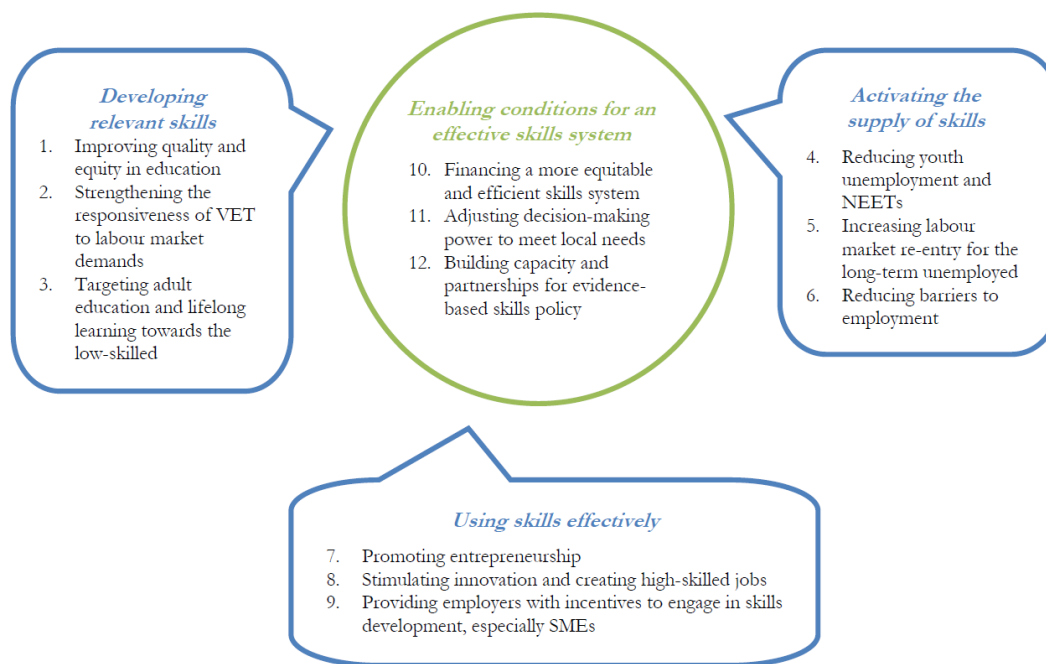 Developing
relevant skills
1. Improving quality and
equity in education
2. Strengthening the
responsiveness of VET
to labour market
demands
3. Targeting adult
education and lifelong
learning towards the
low-skilled
Enabling conditions for an
effective skills system
10. Financing a more equitable
and efficient skills system
11. Adjusting decision-making
power to meet local needs
12. Building capacity and
partnerships for evidence-
based skills policy
Activating the
supply of skills
4. Reducing youth
unemployment and
NEETs
5. Increasing labour
market re-entry for the
long-term unemployed
6. Reducing barriers to
employment
Using skills effectively
7. Promoting entrepreneurship
8. Stimulating innovation and creating high-skilled jobs
9. Providing employers with incentives to engage in skills
development, especially SMEs